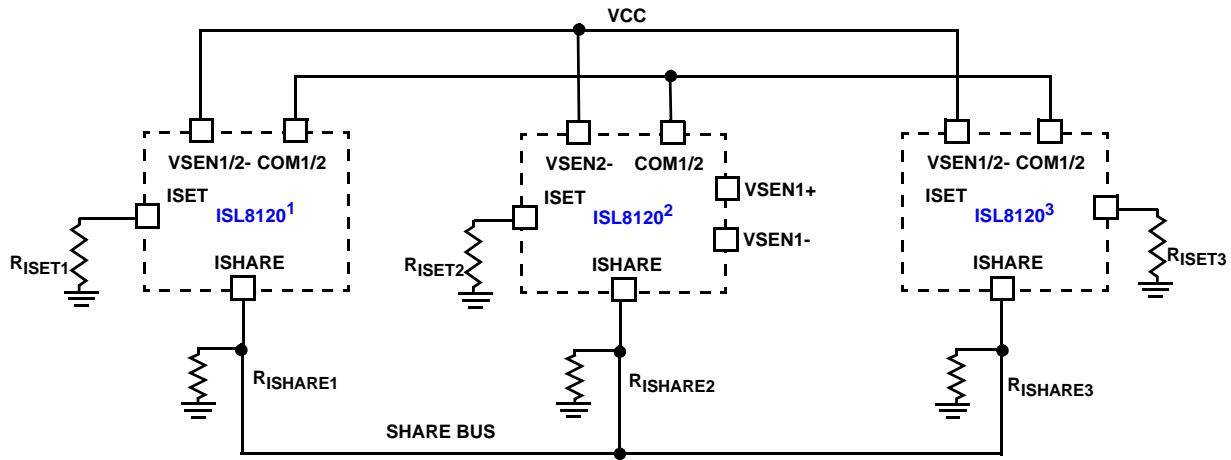 VCC
VSEN1/2- COM1/2
ISET
ISL8120¹
RISET1
ISHARE
RISHARE1
VSEN2- COM1/2
ISET
ISL8120²
VSEN1+
VSEN1-
RISET2
ISHARE
RISHARE2
VSEN1/2- COM1/2
ISET
ISL8120³
RISET3
ISHARE
RISHARE3
SHARE BUS